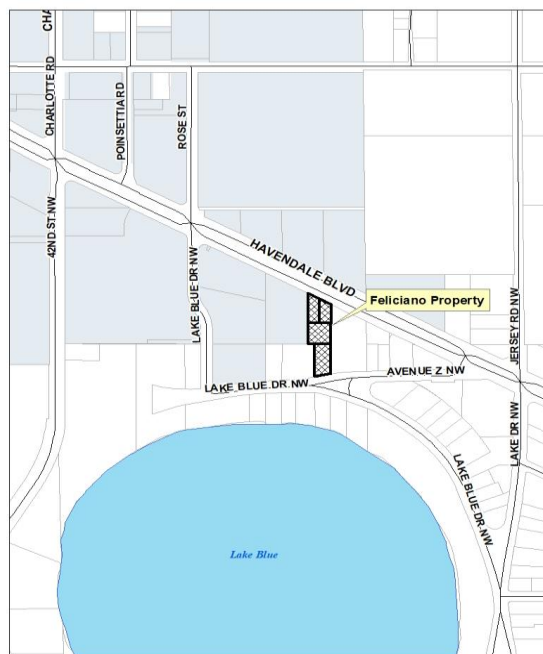 CHA
CHARLOTTE RD
POINSETTIA RD
ROSE ST
42ND ST NW
LAKE BLUE DR NW
HAVENDALE BLVD
Feliciano Property
JERSEY RD NW
AVENUE Z NW
LAKE BLUE DR NW
LAKE DR NW
LAKE BLUE DR NW
Lake Blue